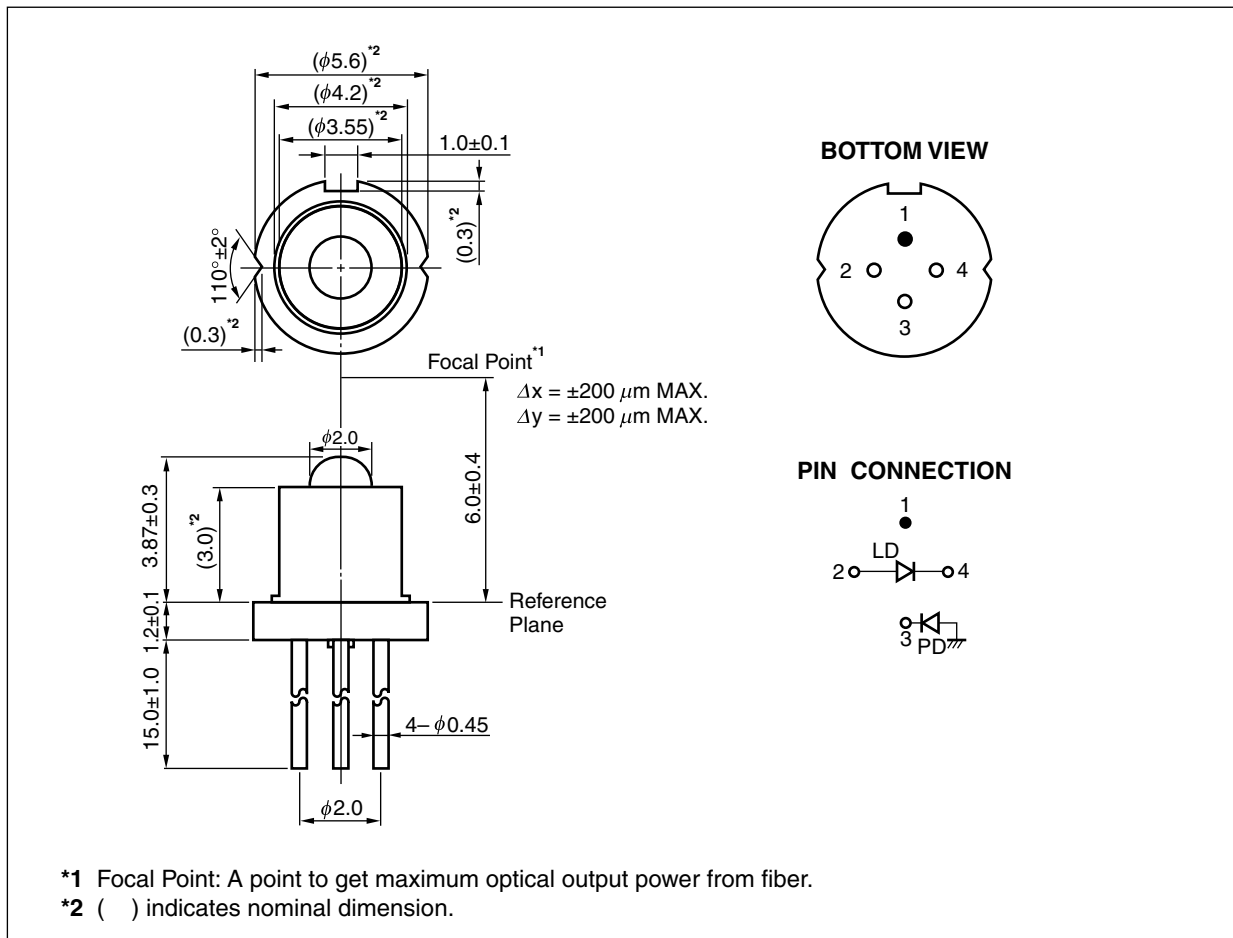 (ϕ5.6)*2
(ϕ4.2)*2
(ϕ3.55)*2
1.0±0.1
(0.3)*2
110°±2°
(0.3)*2
Focal Point*1
Δx = ±200 μm MAX.
Δy = ±200 μm MAX.
ϕ2.0
3.87±0.3
(3.0)*2
6.0±0.4
1.2±0.1
Reference
Plane
15.0±1.0
4–ϕ0.45
ϕ2.0
BOTTOM VIEW
1
2
4
3
PIN CONNECTION
1
LD
2
4
3
PD
*1 Focal Point: A point to get maximum optical output power from fiber.
*2 ( ) indicates nominal dimension.